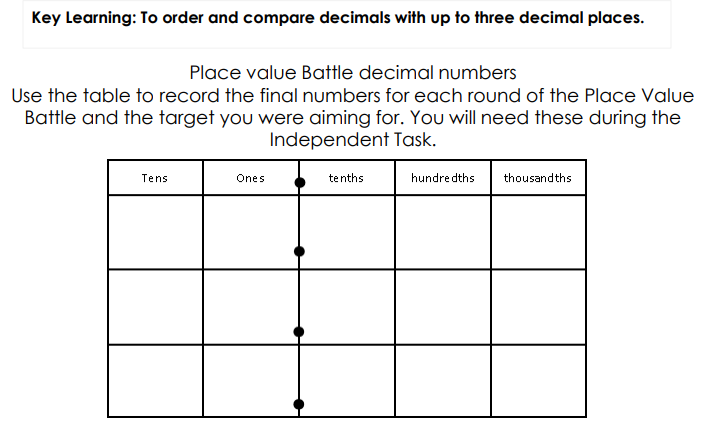 Key Learning: To order and compare decimals with up to three decimal places.
Place value Battle decimal numbers
Use the table to record the final numbers for each round of the Place Value
Battle and the target you were aiming for. You will need these during the
Independent Task.
Tens Ones tenths hundredths thousandths